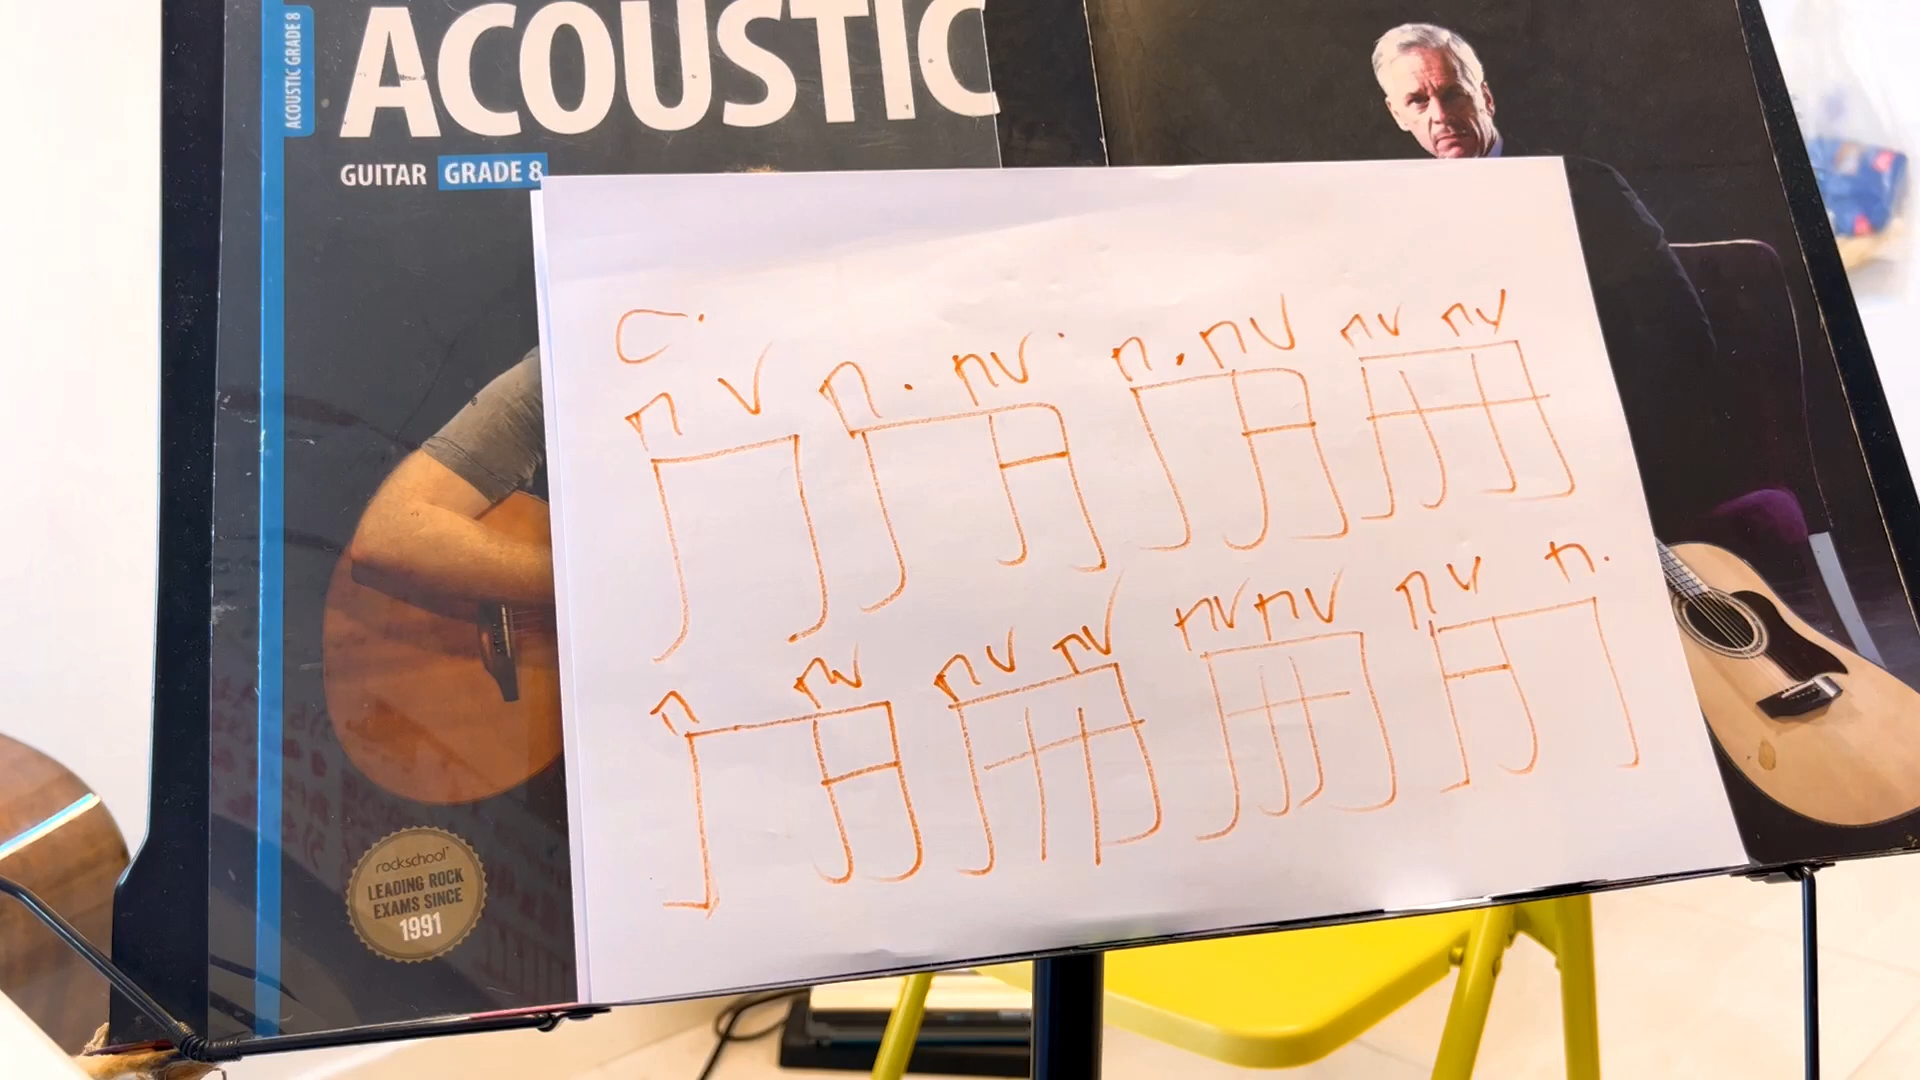 ACOUSTIC GRADE 8
ACOUSTIC
GUITAR GRADE 8
C.
n V n . n V . n . n V n V n V
n n V n V n V n V n V n V n .
rockschool
LEADING ROCK
EXAMS SINCE
1991